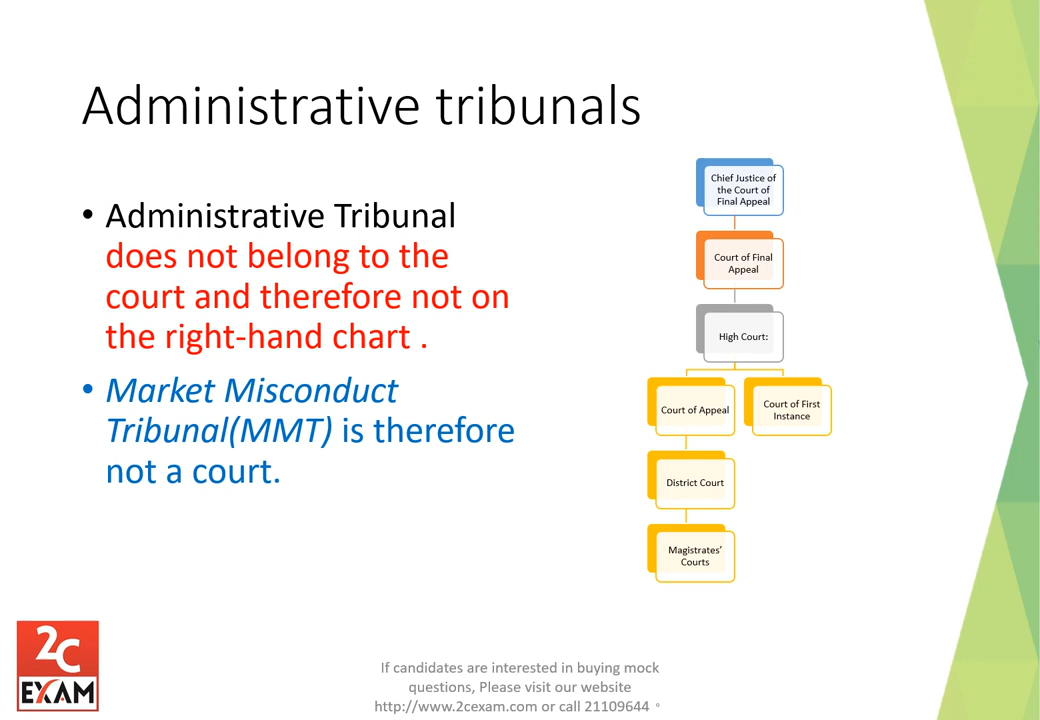 Administrative tribunals
• Administrative Tribunal
does not belong to the
court and therefore not on
the right-hand chart .
• Market Misconduct
Tribunal(MMT) is therefore
not a court.
Chief Justice of
the Court of
Final Appeal
Court of Final
Appeal
High Court:
Court of Appeal
Court of First
Instance
District Court
Magistrates’
Courts
2C
EXAM
If candidates are interested in buying mock
questions, Please visit our website
http://www.2cexam.com or call 21109644 。